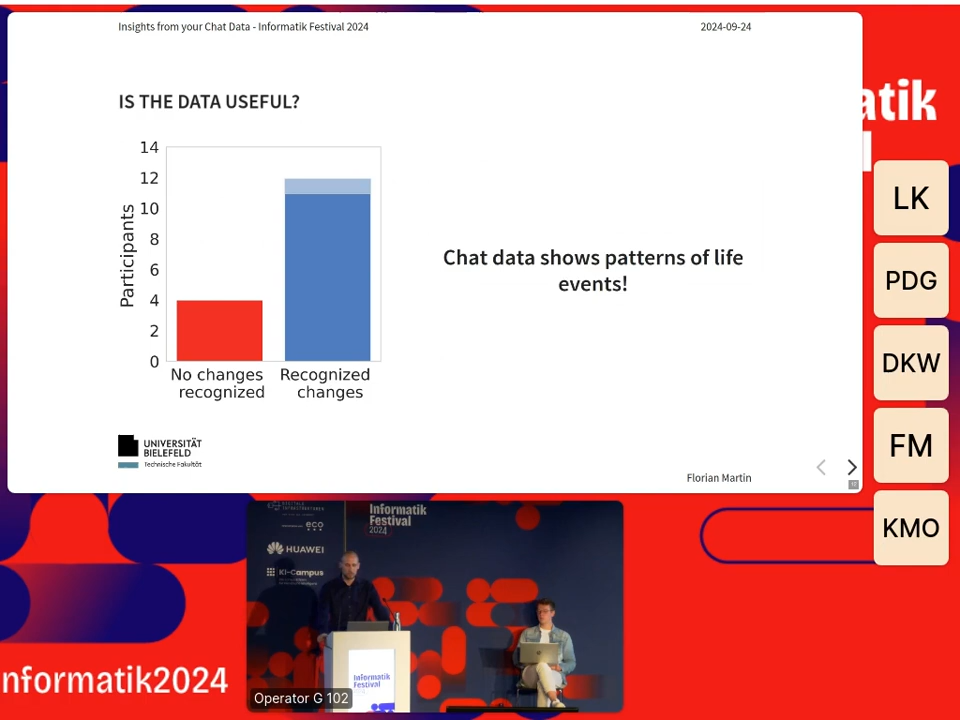 Insights from your Chat Data - Informatik Festival 2024
2024-09-24
IS THE DATA USEFUL?
14
12
10
8
6
4
2
0
Participants
No changes
recognized
Recognized
changes
Chat data shows patterns of life
events!
UNIVERSITÄT
BIELEFELD
Technische Fakultät
Florian Martin
atik
LK
PDG
DKW
FM
KMO
eco
HUAWEI
KI-Campus
Informatik
Festival
2024
Informatik
Festival
Operator G 102
nformatik2024